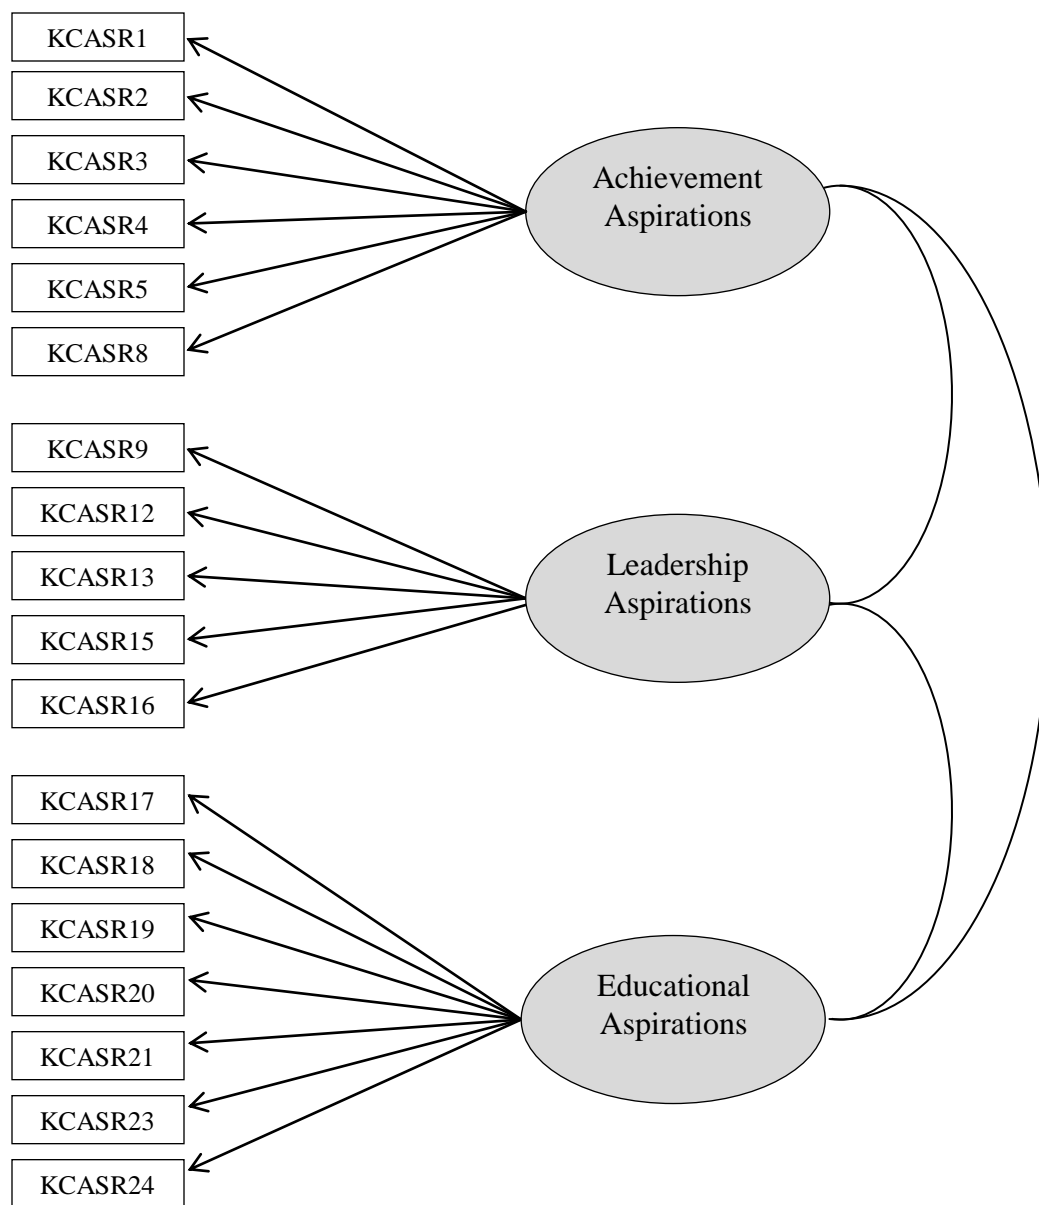 KCASR1
KCASR2
KCASR3
KCASR4
KCASR5
KCASR8
Achievement
Aspirations
KCASR9
KCASR12
KCASR13
KCASR15
KCASR16
Leadership
Aspirations
KCASR17
KCASR18
KCASR19
KCASR20
KCASR21
KCASR23
KCASR24
Educational
Aspirations